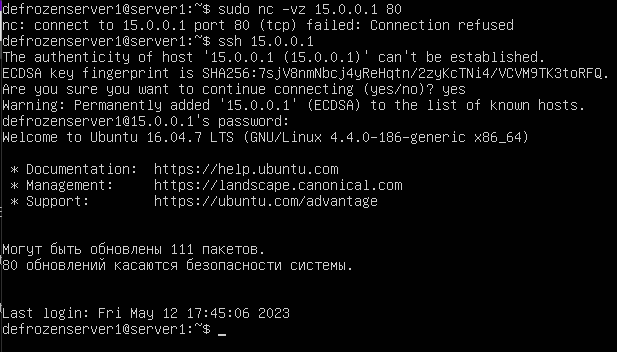 defrozenserver1@server1:~$ sudo nc -vz 15.0.0.1 80
nc: connect to 15.0.0.1 port 80 (tcp) failed: Connection refused
defrozenserver1@server1:~$ ssh 15.0.0.1
The authenticity of host '15.0.0.1 (15.0.0.1)' can't be established.
ECDSA key fingerprint is SHA256:7sjV8nmNbcj4yReHqtn/2zyKcTNi4/VCVM9TK3toRFQ.
Are you sure you want to continue connecting (yes/no)? yes
Warning: Permanently added '15.0.0.1' (ECDSA) to the list of known hosts.
defrozenserver1@15.0.0.1's password:
Welcome to Ubuntu 16.04.7 LTS (GNU/Linux 4.4.0-186-generic x86_64)
* Documentation: https://help.ubuntu.com
* Management: https://landscape.canonical.com
* Support: https://ubuntu.com/advantage
Могут быть обновлены 111 пакетов.
80 обновлений касаются безопасности системы.
Last login: Fri May 12 17:45:06 2023
defrozenserver1@server1:~$ _